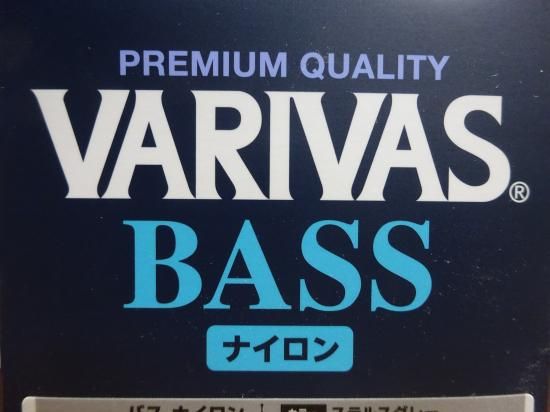 PREMIUM QUALITY
VARIVAS®
BASS
ナイロン